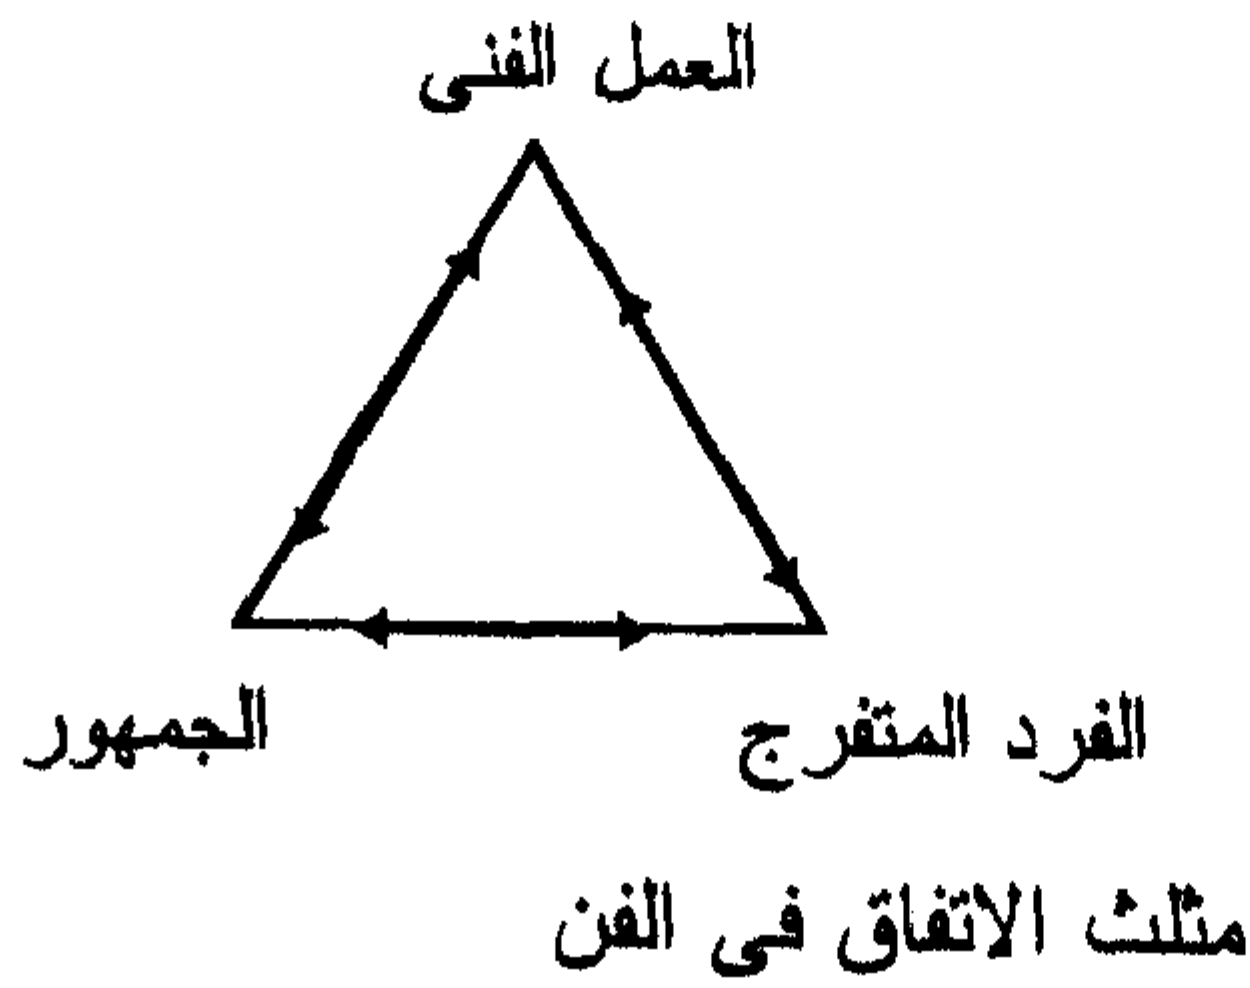 العمل الفنى
الفرد المتفرج
الجمهور
مثلث الاتفاق فى الفن